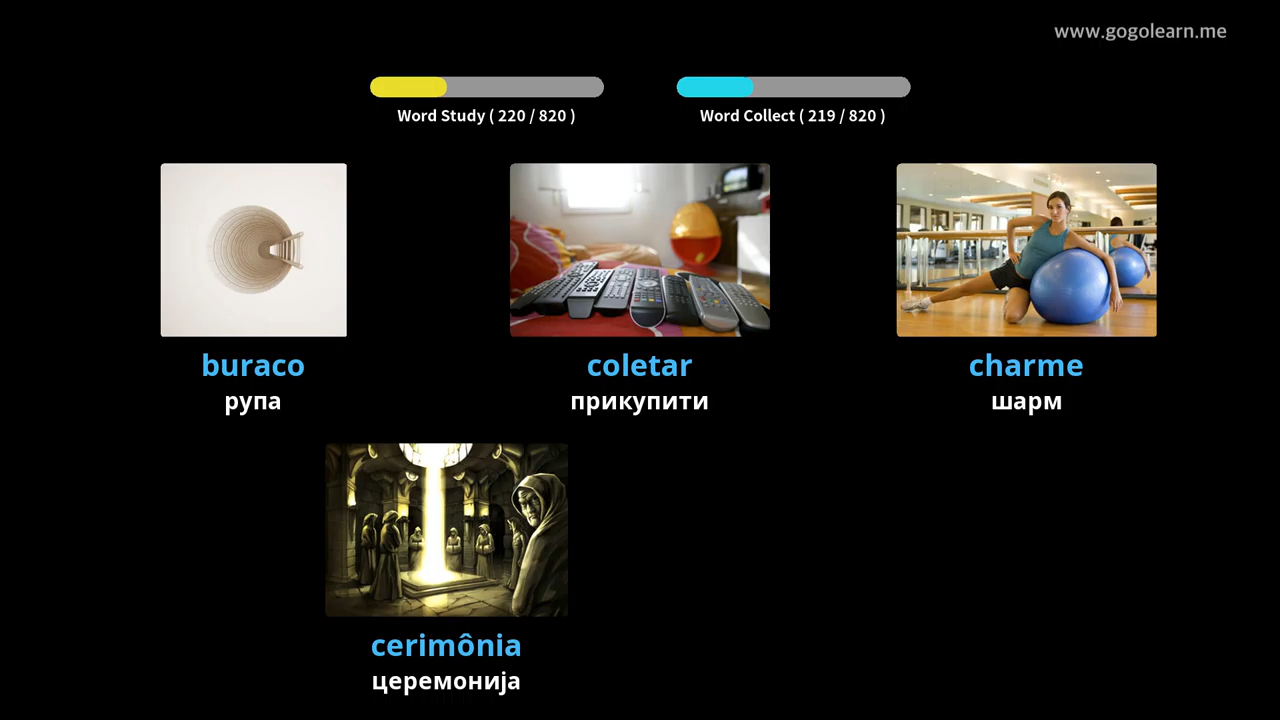 www.gogolearn.me
Word Study ( 220 / 820 )
Word Collect ( 219 / 820 )
buraco
рупа
coletar
прикупити
charme
шарм
cerimônia
церемонија